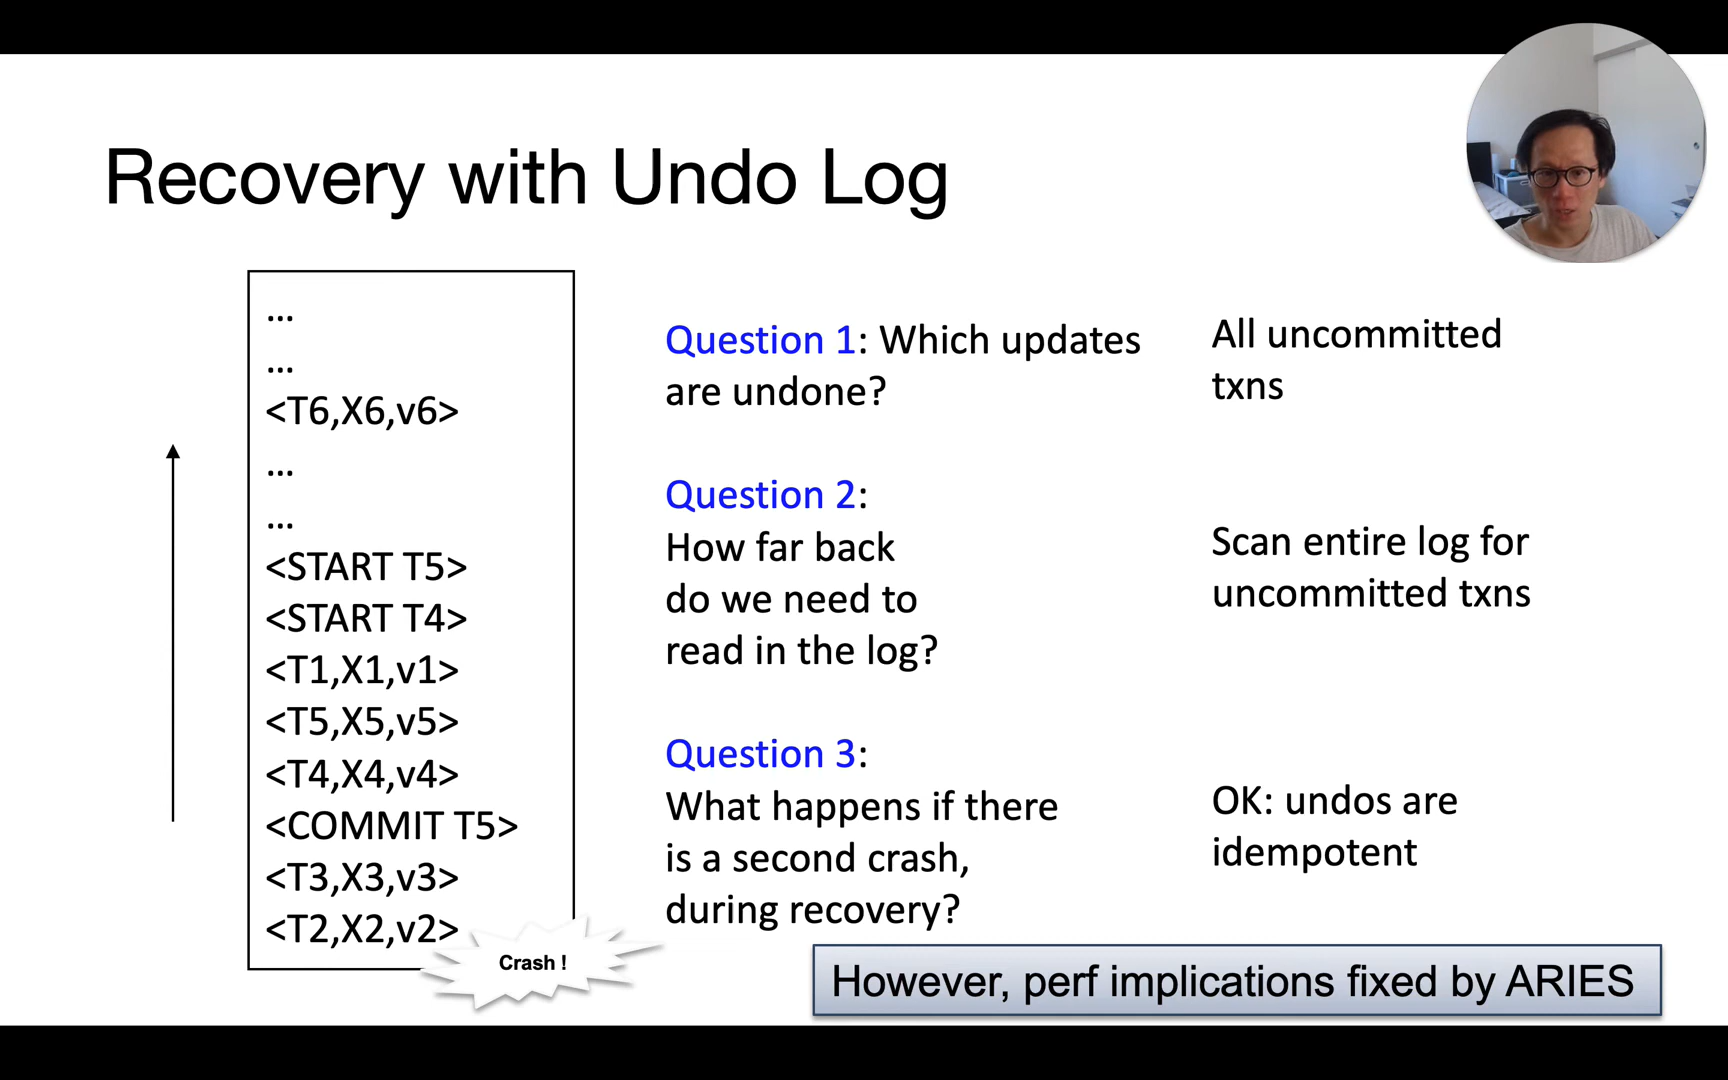 Recovery with Undo Log
...
...
<T6,X6,v6>
...
...
<START T5>
<START T4>
<T1,X1,v1>
<T5,X5,v5>
<T4,X4,v4>
<COMMIT T5>
<T3,X3,v3>
<T2,X2,v2>
Crash !
Question 1: Which updates
are undone?
All uncommitted
txns
Question 2:
How far back
do we need to
read in the log?
Scan entire log for
uncommitted txns
Question 3:
What happens if there
is a second crash,
during recovery?
OK: undos are
idempotent
However, perf implications fixed by ARIES